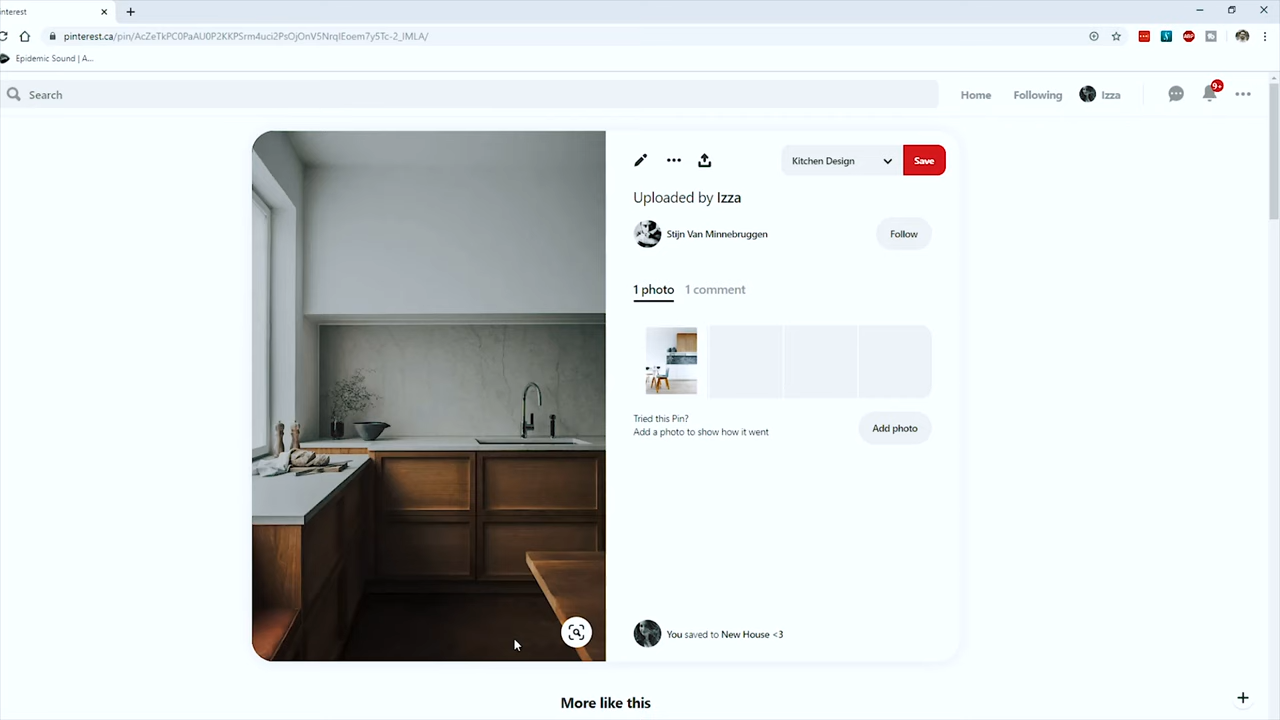 nterest
pinterest.ca/pin/AcZeTkPC0PaAU0P2KKPSrm4uci2PsOjOnV5NrqIEoem7y5Tc-2_IMLA/
Epidemic Sound | A...
Search
Home
Following
Izza
9+
Kitchen Design
Save
Uploaded by Izza
Stijn Van Minnebruggen
Follow
1 photo
1 comment
Tried this Pin?
Add a photo to show how it went
Add photo
You saved to New House <3
More like this